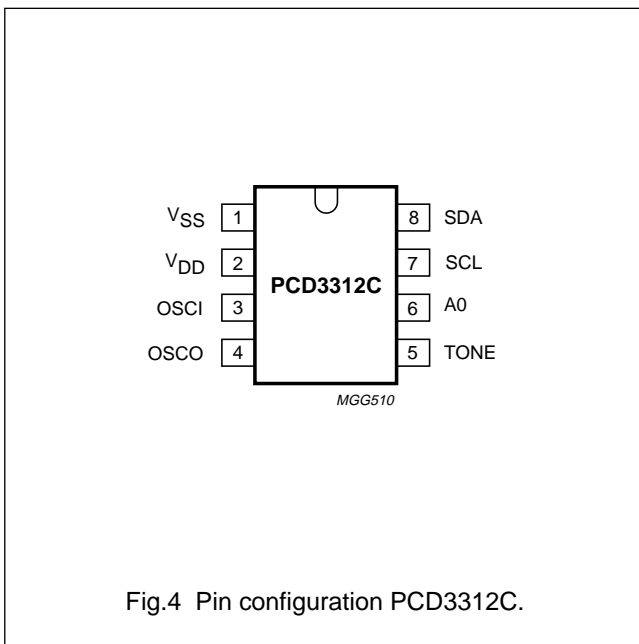 VSS 1 8 SDA
VDD 2 7 SCL
PCD3312C
OSCI 3 6 A0
OSCO 4 5 TONE
MGG510
Fig.4 Pin configuration PCD3312C.